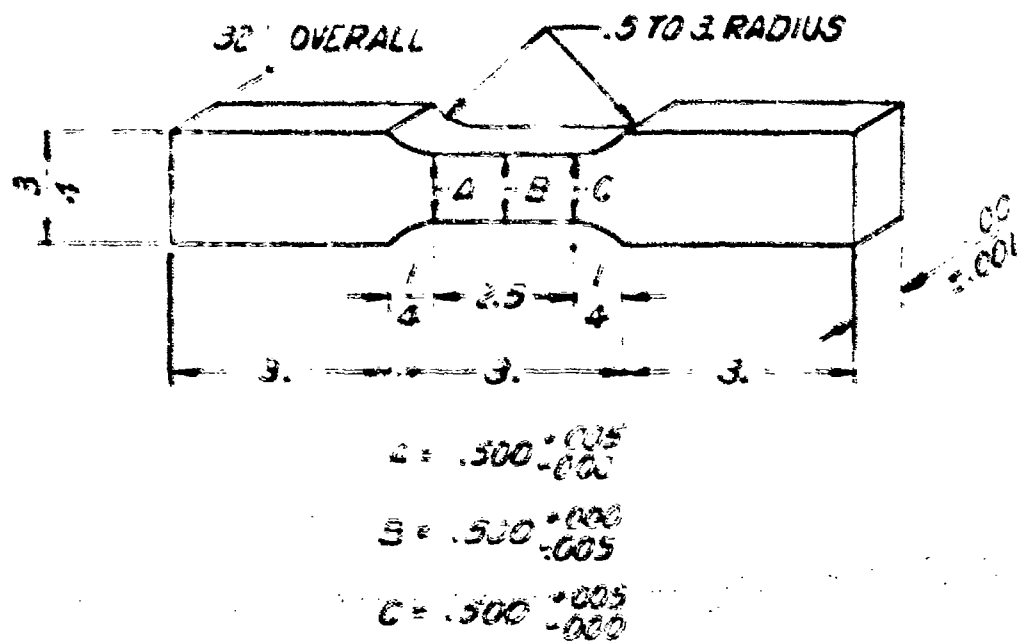 32 OVERALL
.5 TO 3. RADIUS
3
4
A
B
C
1
4
2.5
1
4
3.
3.
3.
A = .500 +.005
-.000
B = .500 +.000
-.005
C = .500 +.005
-.000